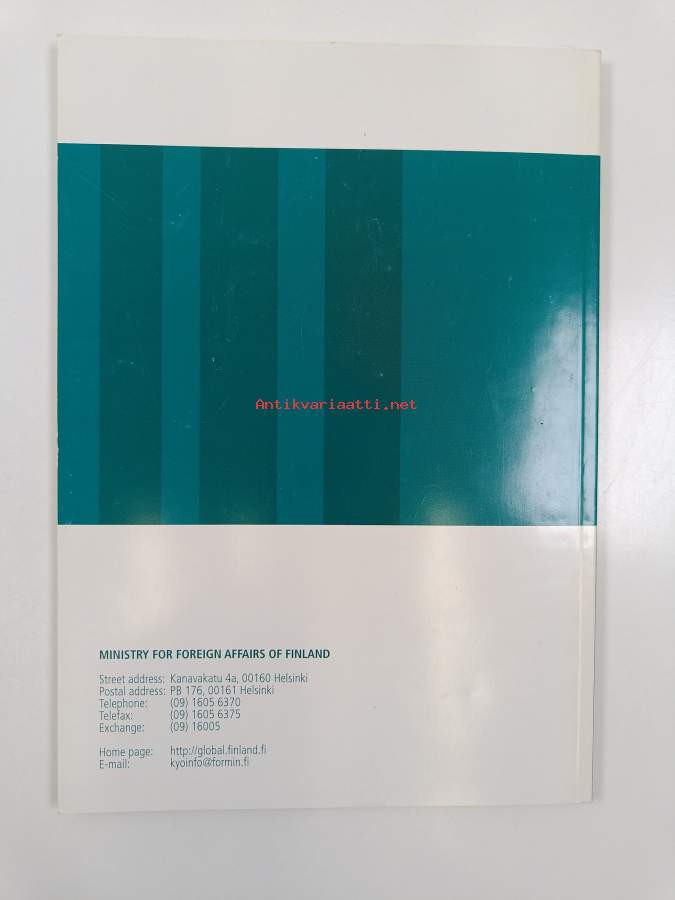 Antikvariaatti.net
MINISTRY FOR FOREIGN AFFAIRS OF FINLAND
Street address: Kanavakatu 4a, 00160 Helsinki
Postal address: PB 176, 00161 Helsinki
Telephone: (09) 1605 6370
Telefax: (09) 1605 6375
Exchange: (09) 16005
Home page: http://global.finland.fi
E-mail: kyoinfo@formin.fi